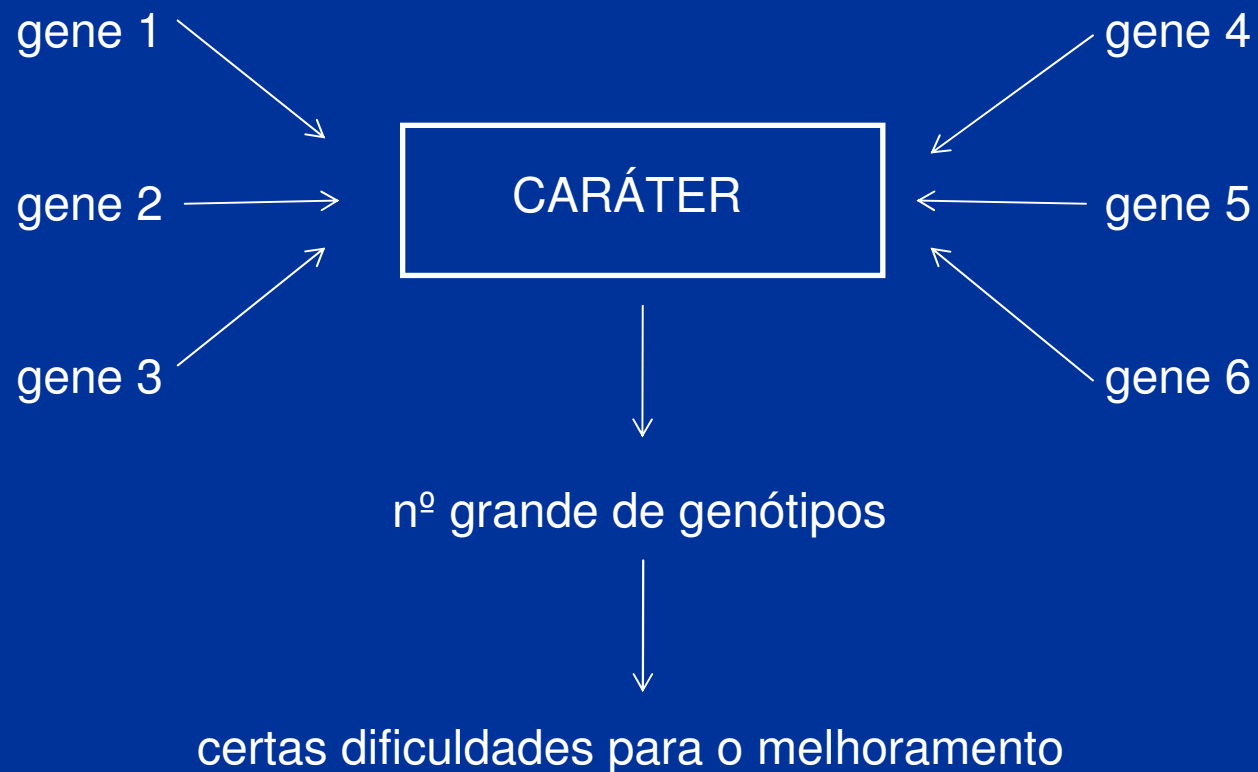 gene 1
gene 4
CARÁTER
gene 2
gene 5
gene 3
gene 6
nº grande de genótipos
certas dificuldades para o melhoramento